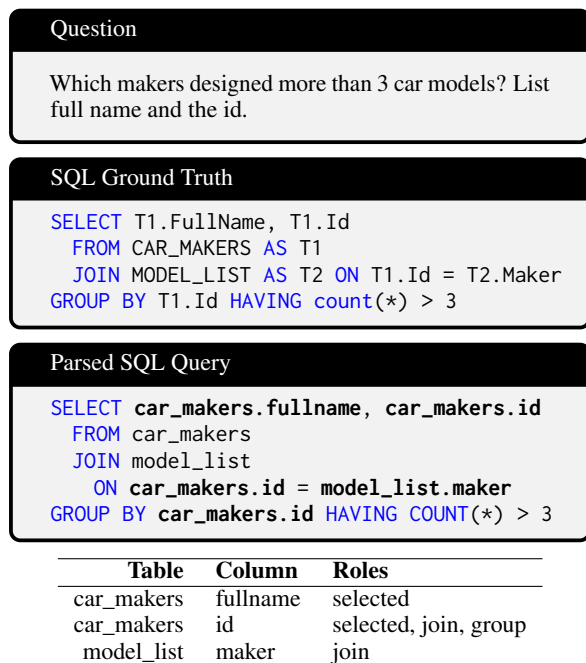 Question
Which makers designed more than 3 car models? List
full name and the id.
SQL Ground Truth
SELECT T1.FullName, T1.Id
FROM CAR_MAKERS AS T1
JOIN MODEL_LIST AS T2 ON T1.Id = T2.Maker
GROUP BY T1.Id HAVING count(*) > 3
Parsed SQL Query
SELECT car_makers.fullname, car_makers.id
FROM car_makers
JOIN model_list
ON car_makers.id = model_list.maker
GROUP BY car_makers.id HAVING COUNT(*) > 3
Table Column Roles
car_makers fullname selected
car_makers id selected, join, group
model_list maker join